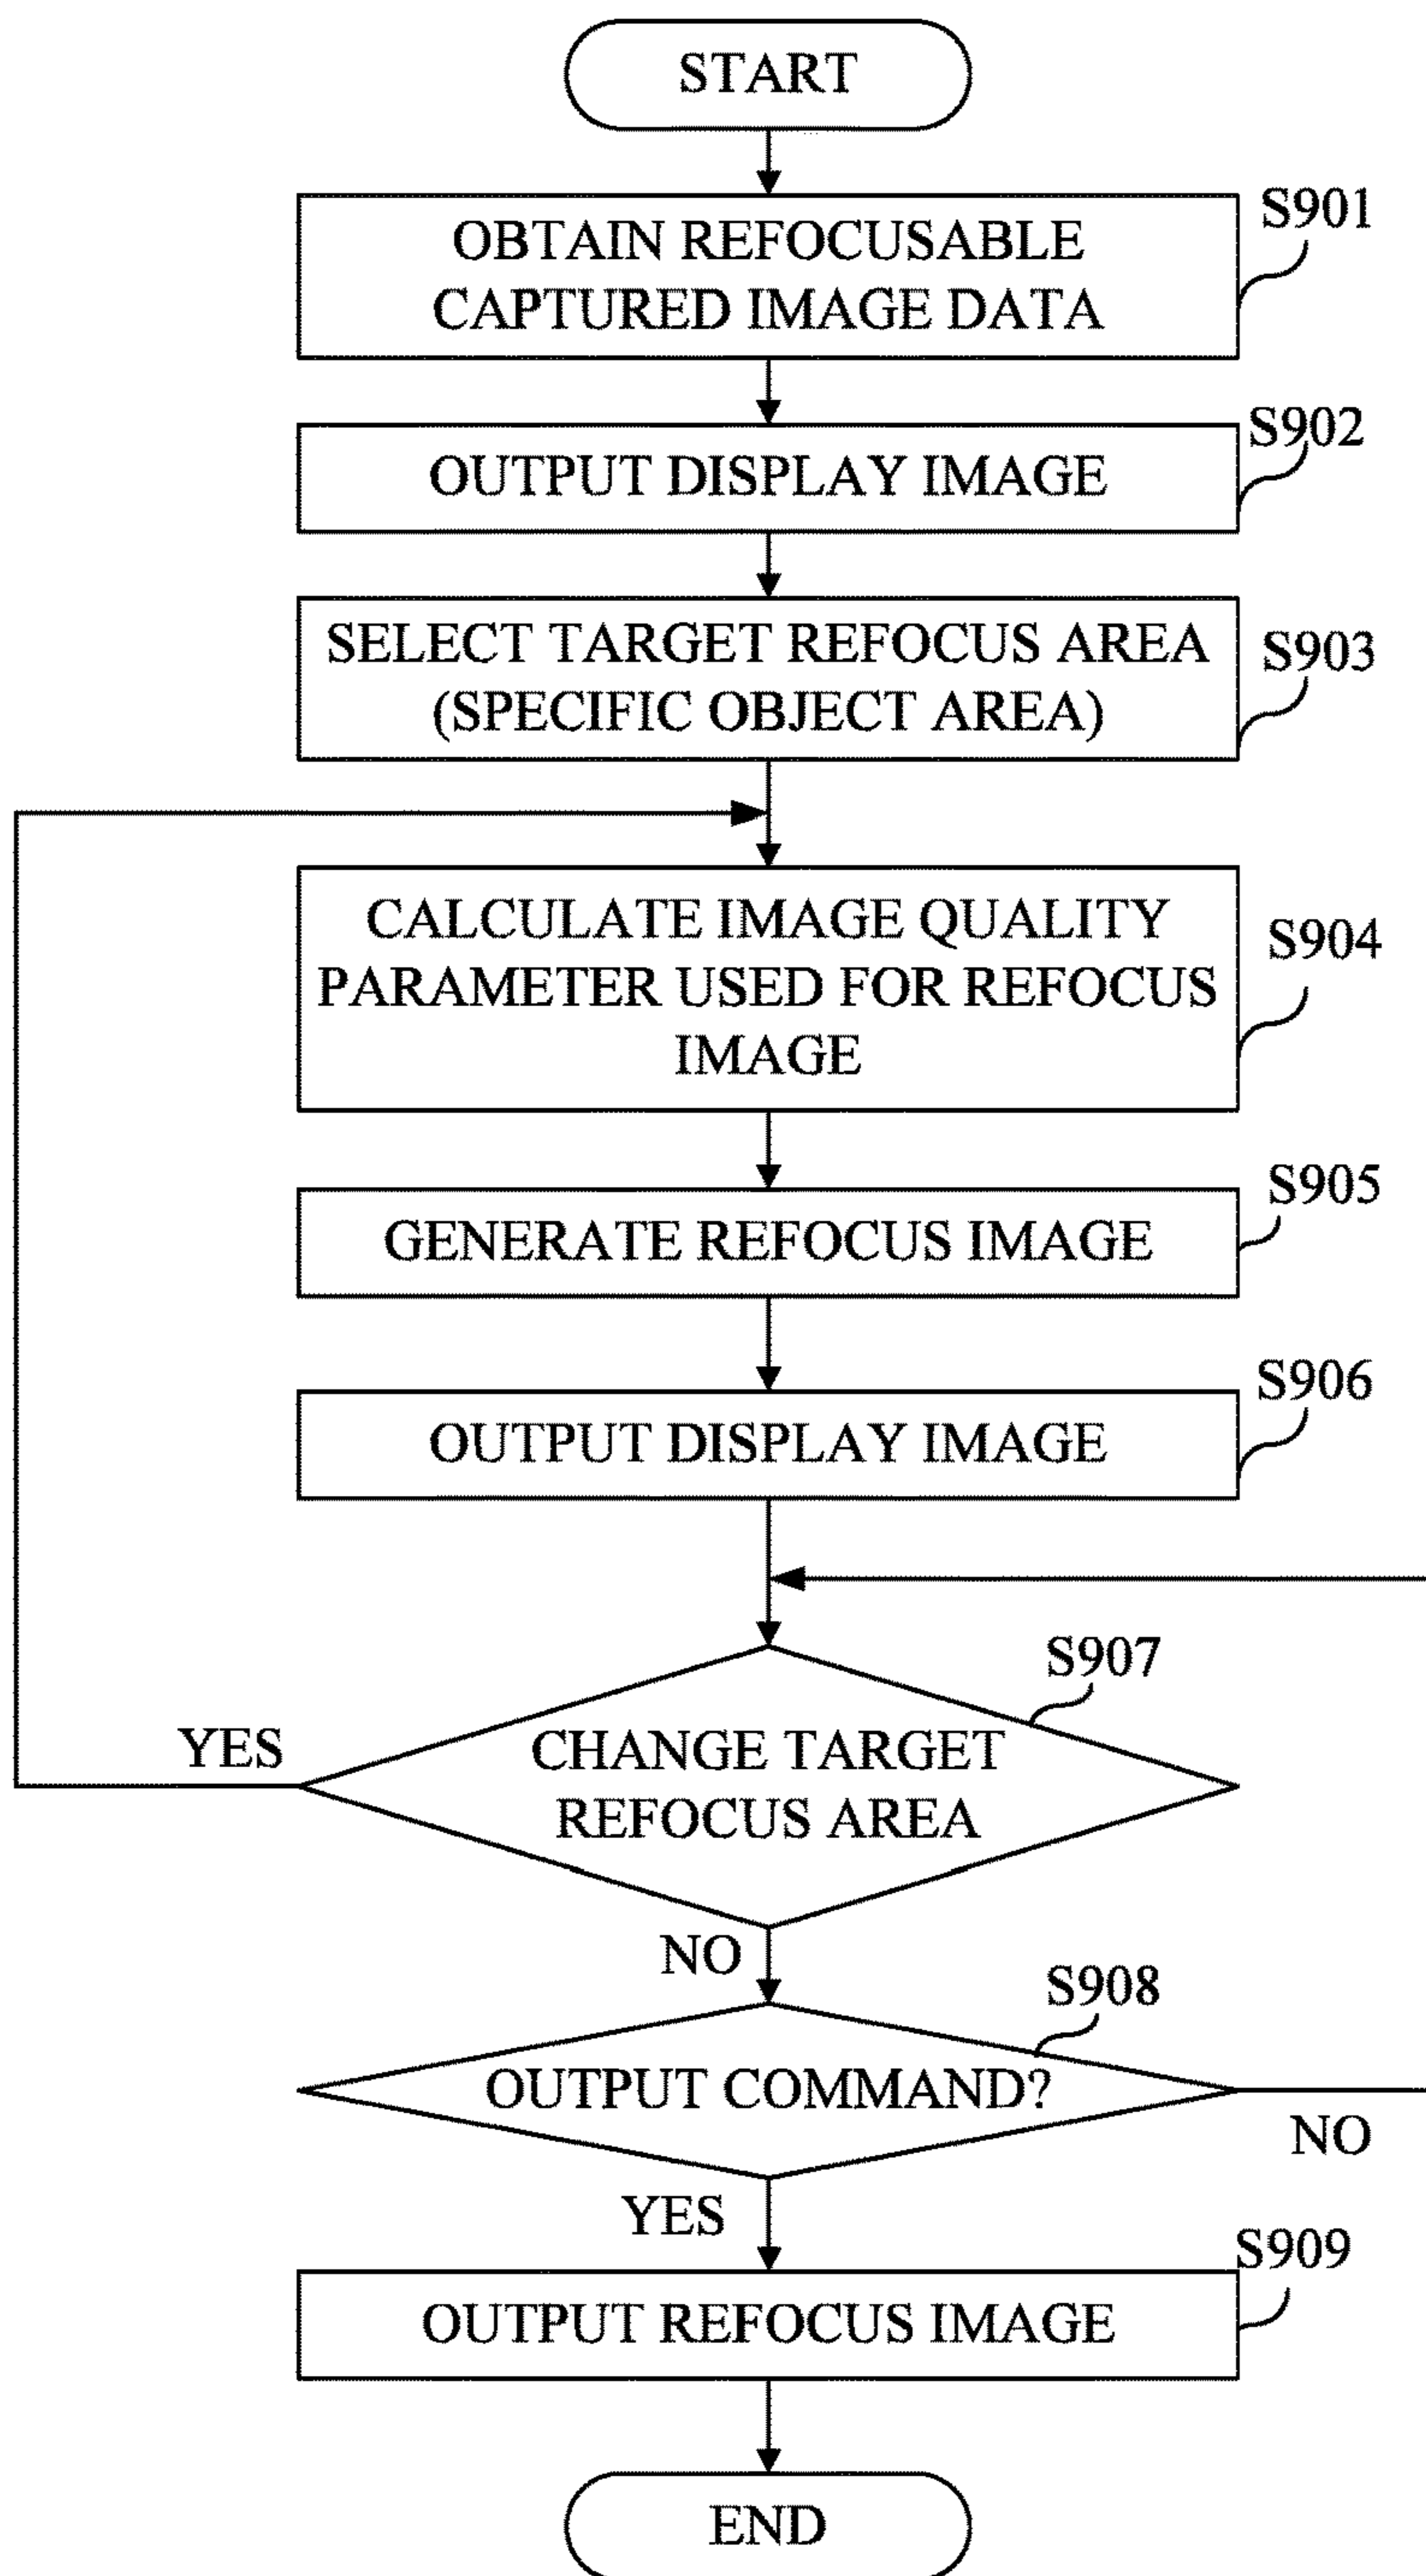 START
S901
OBTAIN REFOCUSABLE
CAPTURED IMAGE DATA
S902
OUTPUT DISPLAY IMAGE
S903
SELECT TARGET REFOCUS AREA
(SPECIFIC OBJECT AREA)
S904
CALCULATE IMAGE QUALITY
PARAMETER USED FOR REFOCUS
IMAGE
S905
GENERATE REFOCUS IMAGE
S906
OUTPUT DISPLAY IMAGE
S907
YES
CHANGE TARGET
REFOCUS AREA
NO
S908
OUTPUT COMMAND?
NO
YES
S909
OUTPUT REFOCUS IMAGE
END